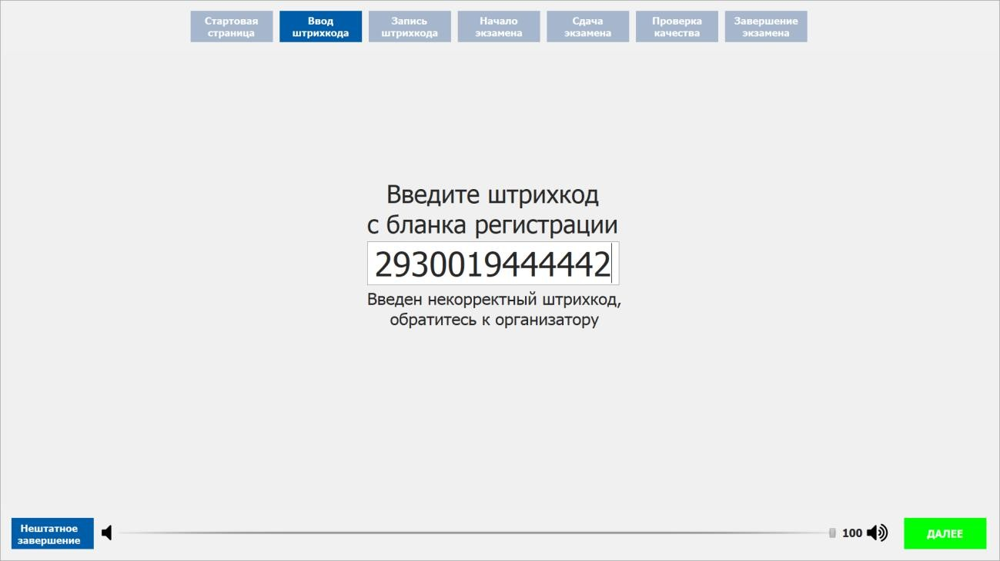 Стартовая
страница
Ввод
штрихкода
Запись
штрихкода
Начало
экзамена
Сдача
экзамена
Проверка
качества
Завершение
экзамена
Введите штрихкод
с бланка регистрации
2930019444442
Введен некорректный штрихкод,
обратитесь к организатору
Нештатное
завершение
100
ДАЛЕЕ